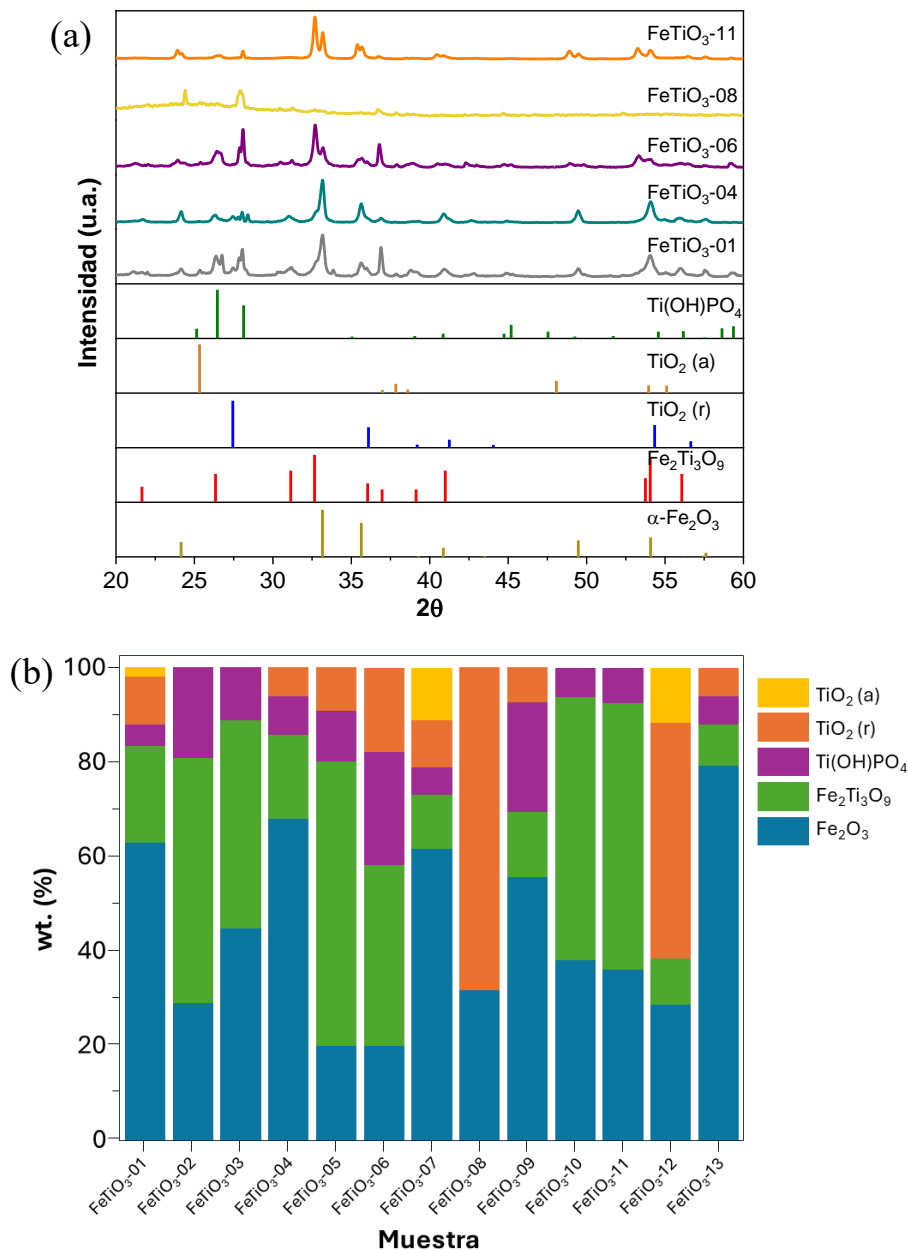 (a)
FeTiO₃-11
FeTiO₃-08
FeTiO₃-06
FeTiO₃-04
FeTiO₃-01
Ti(OH)PO₄
TiO₂ (a)
TiO₂ (r)
Fe₂Ti₃O₉
α-Fe₂O₃
Intensidad (u.a.)
20 25 30 35 40 45 50 55 60
2θ
(b)
100
80
60
40
20
0
wt. (%)
TiO₂ (a)
TiO₂ (r)
Ti(OH)PO₄
Fe₂Ti₃O₉
Fe₂O₃
FeTiO₃-01 FeTiO₃-02 FeTiO₃-03 FeTiO₃-04 FeTiO₃-05 FeTiO₃-06 FeTiO₃-07 FeTiO₃-08 FeTiO₃-09 FeTiO₃-10 FeTiO₃-11 FeTiO₃-12 FeTiO₃-13
Muestra